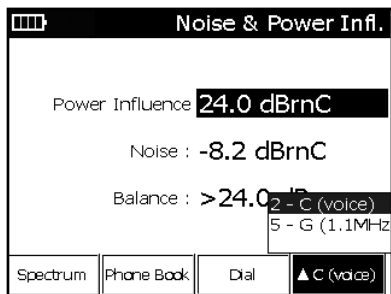 Noise & Power Infl.
Power Influence 24.0 dBrnC
Noise : -8.2 dBrnC
Balance : >24.0
2 - C (voice)
5 - G (1.1MHz
Spectrum Phone Book Dial ▲C (voice)